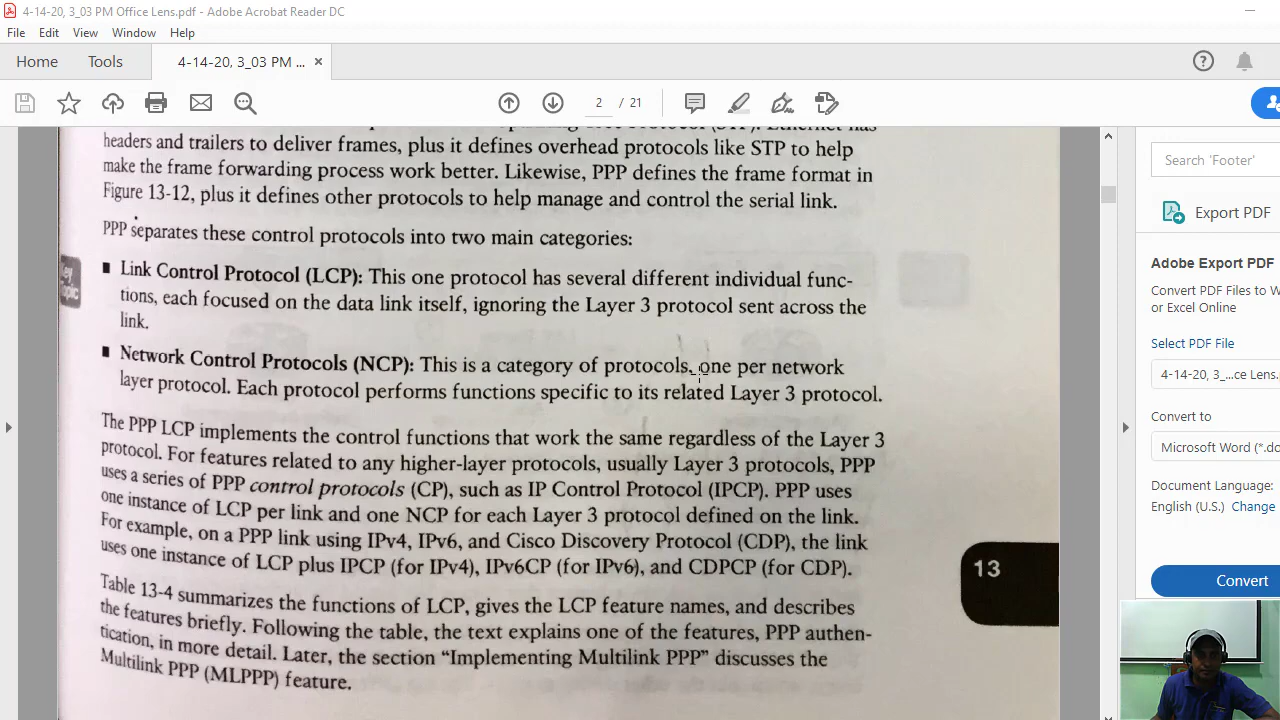 4-14-20, 3_03 PM Office Lens.pdf - Adobe Acrobat Reader DC
File Edit View Window Help
Home Tools 4-14-20, 3_03 PM ... ×
2 / 21
headers and trailers to deliver frames, plus it defines overhead protocols like STP to help
make the frame forwarding process work better. Likewise, PPP defines the frame format in
Figure 13-12, plus it defines other protocols to help manage and control the serial link.
PPP separates these control protocols into two main categories:
■ Link Control Protocol (LCP): This one protocol has several different individual func-
tions, each focused on the data link itself, ignoring the Layer 3 protocol sent across the
link.
■ Network Control Protocols (NCP): This is a category of protocols, one per network
layer protocol. Each protocol performs functions specific to its related Layer 3 protocol.
The PPP LCP implements the control functions that work the same regardless of the Layer 3
protocol. For features related to any higher-layer protocols, usually Layer 3 protocols, PPP
uses a series of PPP control protocols (CP), such as IP Control Protocol (IPCP). PPP uses
one instance of LCP per link and one NCP for each Layer 3 protocol defined on the link.
For example, on a PPP link using IPv4, IPv6, and Cisco Discovery Protocol (CDP), the link
uses one instance of LCP plus IPCP (for IPv4), IPv6CP (for IPv6), and CDPCP (for CDP).
Table 13-4 summarizes the functions of LCP, gives the LCP feature names, and describes
the features briefly. Following the table, the text explains one of the features, PPP authen-
tication, in more detail. Later, the section “Implementing Multilink PPP” discusses the
Multilink PPP (MLPPP) feature.
13
Search 'Footer'
Export PDF
Adobe Export PDF
Convert PDF Files to W
or Excel Online
Select PDF File
4-14-20, 3_...ce Lens.
Convert to
Microsoft Word (*.do
Document Language:
English (U.S.) Change
Convert